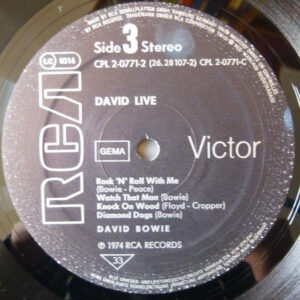 RCA
LC
0316
Side 3 Stereo
CPL 2-0771-2 (26.28107-2) CPL 2-0771-C
DAVID LIVE
GEMA
Victor
Rock 'N' Roll With Me
(Bowie - Peace)
Watch That Man (Bowie)
Knock On Wood (Floyd - Cropper)
Diamond Dogs (Bowie)
DAVID BOWIE
℗ 1974 RCA RECORDS
33